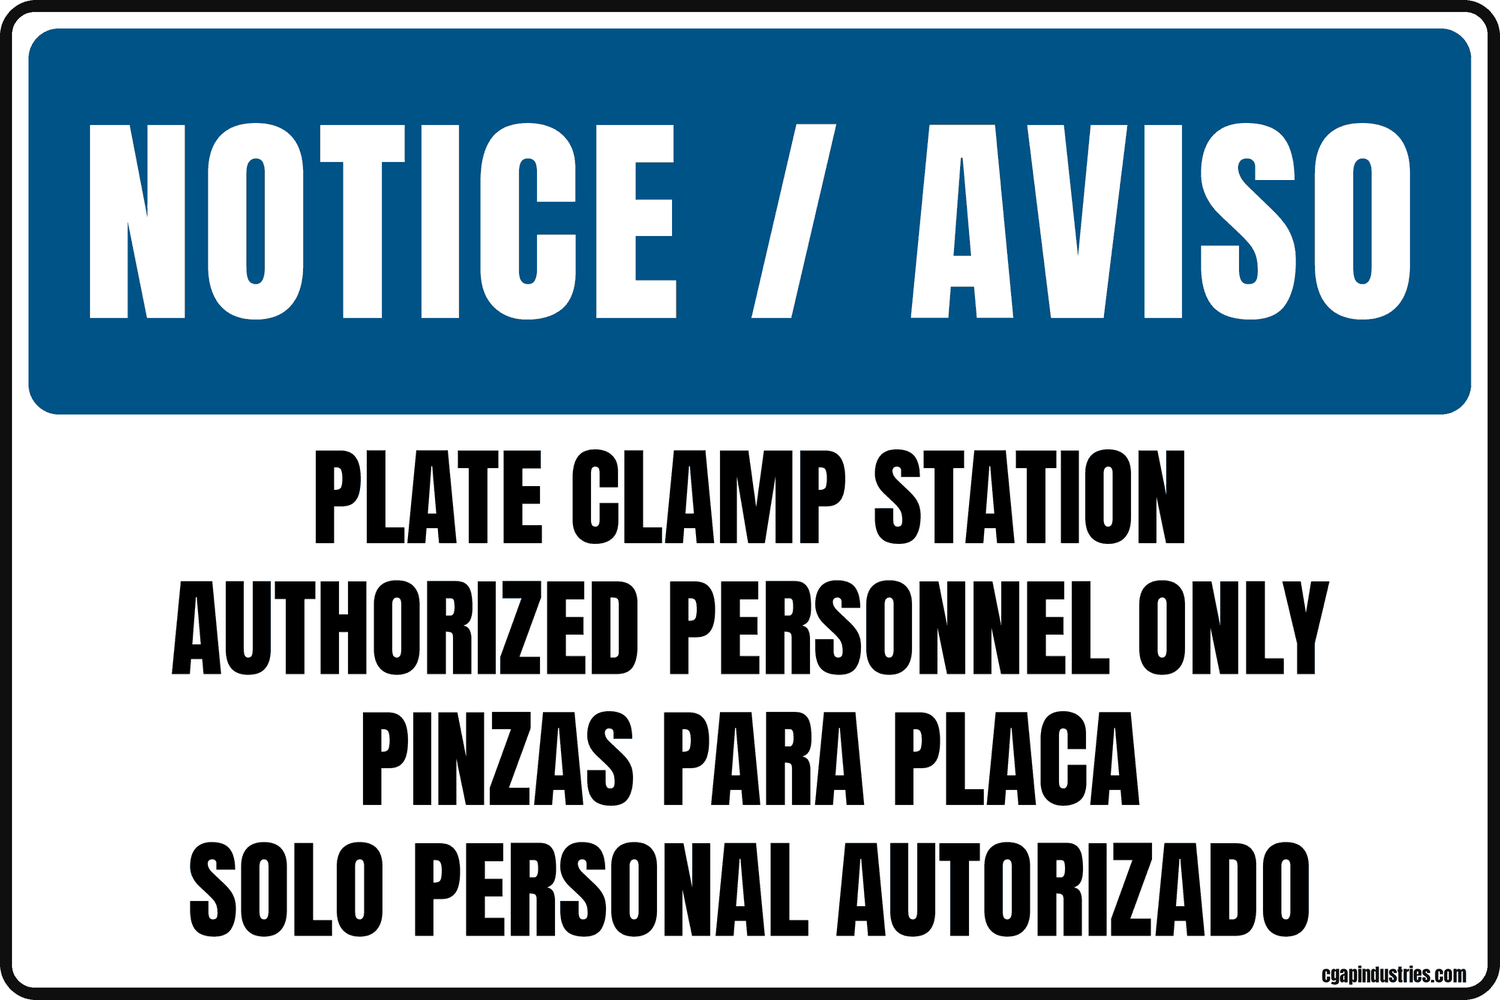 NOTICE / AVISO
PLATE CLAMP STATION
AUTHORIZED PERSONNEL ONLY
PINZAS PARA PLACA
SOLO PERSONAL AUTORIZADO
cgapindustries.com